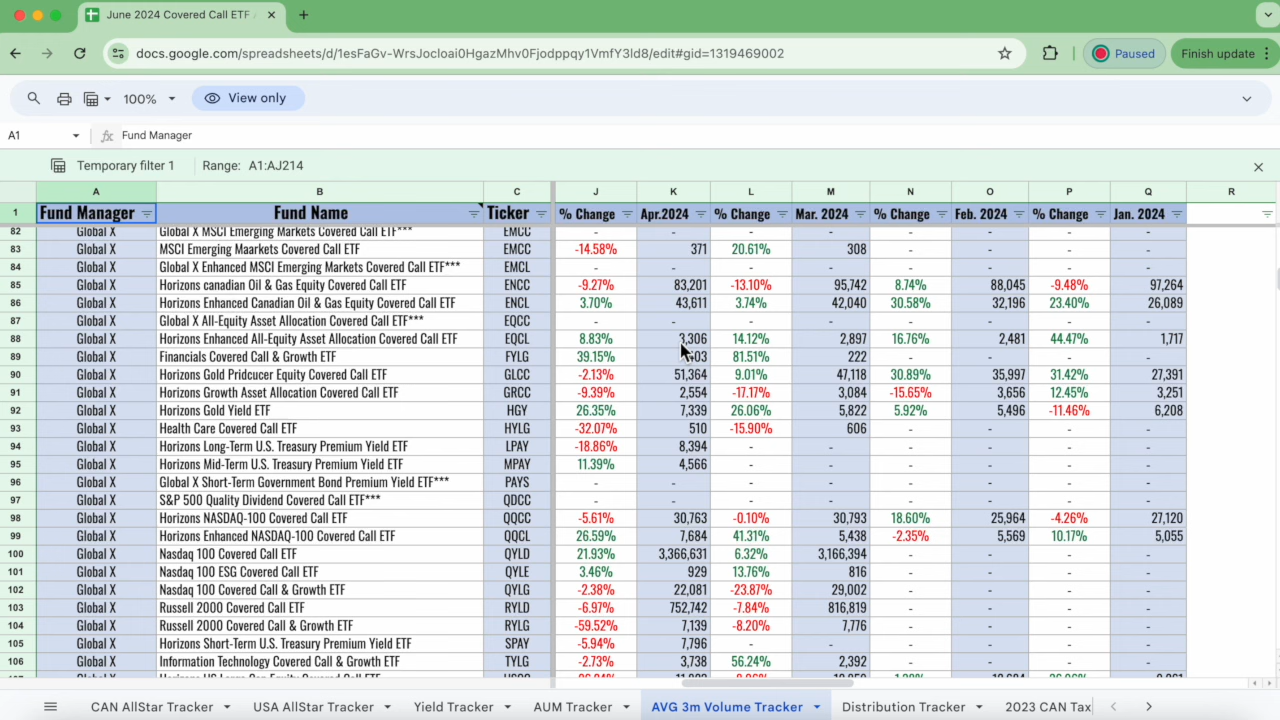 June 2024 Covered Call ETF
docs.google.com/spreadsheets/d/1esFaGv-WrsJocIoai0HgazMhv0Fjodppqy1VmfY3Id8/edit#gid=1319469002
Paused
Finish update
100%
View only
A1
fx
Fund Manager
Temporary filter 1
Range: A1:AJ214
A B C J K L M N O P Q R
1 Fund Manager Fund Name Ticker % Change Apr.2024 % Change Mar. 2024 % Change Feb. 2024 % Change Jan. 2024
82 Global X Global X MSCI Emerging Markets Covered Call ETF*** EMCC - - - - - - - -
83 Global X MSCI Emerging Maarkets Covered Call ETF EMCC -14.58% 371 20.61% 308 - - - -
84 Global X Global X Enhanced MSCI Emerging Markets Covered Call ETF*** EMCL - - - - - - - -
85 Global X Horizons canadian Oil & Gas Equity Covered Call ETF ENCC -9.27% 83,201 -13.10% 95,742 8.74% 88,045 -9.48% 97,264
86 Global X Horizons Enhanced Canadian Oil & Gas Equity Covered Call ETF ENCL 3.70% 43,611 3.74% 42,040 30.58% 32,196 23.40% 26,089
87 Global X Global X All-Equity Asset Allocation Covered Call ETF*** EQCC - - - - - - - -
88 Global X Horizons Enhanced All-Equity Asset Allocation Covered Call ETF EQCL 8.83% 3,306 14.12% 2,897 16.76% 2,481 44.47% 1,717
89 Global X Financials Covered Call & Growth ETF FYLG 39.15% 81.51% 222 - - - -
90 Global X Horizons Gold Pridcucer Equity Covered Call ETF GLCC -2.13% 51,364 9.01% 47,118 30.89% 35,997 31.42% 27,391
91 Global X Horizons Growth Asset Allocation Covered Call ETF GRCC -9.39% 2,554 -17.17% 3,084 -15.65% 3,656 12.45% 3,251
92 Global X Horizons Gold Yield ETF HGY 26.35% 7,339 26.06% 5,822 5.92% 5,496 -11.46% 6,208
93 Global X Health Care Covered Call ETF HYLG -32.07% 510 -15.90% 606 - - - -
94 Global X Horizons Long-Term U.S. Treasury Premium Yield ETF LPAY -18.86% 8,394 - - - - - -
95 Global X Horizons Mid-Term U.S. Treasury Premium Yield ETF MPAY 11.39% 4,566 - - - - - -
96 Global X Global X Short-Term Government Bond Premium Yield ETF*** PAYS - - - - - - - -
97 Global X S&P 500 Quality Dividend Covered Call ETF*** QDCC - - - - - - - -
98 Global X Horizons NASDAQ-100 Covered Call ETF QQCC -5.61% 30,763 -0.10% 30,793 18.60% 25,964 -4.26% 27,120
99 Global X Horizons Enhanced NASDAQ-100 Covered Call ETF QQCL 26.59% 7,684 41.31% 5,438 -2.35% 5,569 10.17% 5,055
100 Global X Nasdaq 100 Covered Call ETF QYLD 21.93% 3,366,631 6.32% 3,166,394 - - - -
101 Global X Nasdaq 100 ESG Covered Call ETF QYLE 3.46% 929 13.76% 816 - - - -
102 Global X Nasdaq 100 Covered Call & Growth ETF QYLG -2.38% 22,081 -23.87% 29,002 - - - -
103 Global X Russell 2000 Covered Call ETF RYLD -6.97% 752,742 -7.84% 816,819 - - - -
104 Global X Russell 2000 Covered Call & Growth ETF RYLG -59.52% 7,139 -8.20% 7,776 - - - -
105 Global X Horizons Short-Term U.S. Treasury Premium Yield ETF SPAY -5.94% 7,796 - - - - - -
106 Global X Information Technology Covered Call & Growth ETF TYLG -2.73% 3,738 56.24% 2,392 - - - -
CAN AllStar Tracker USA AllStar Tracker Yield Tracker AUM Tracker AVG 3m Volume Tracker Distribution Tracker 2023 CAN Tax